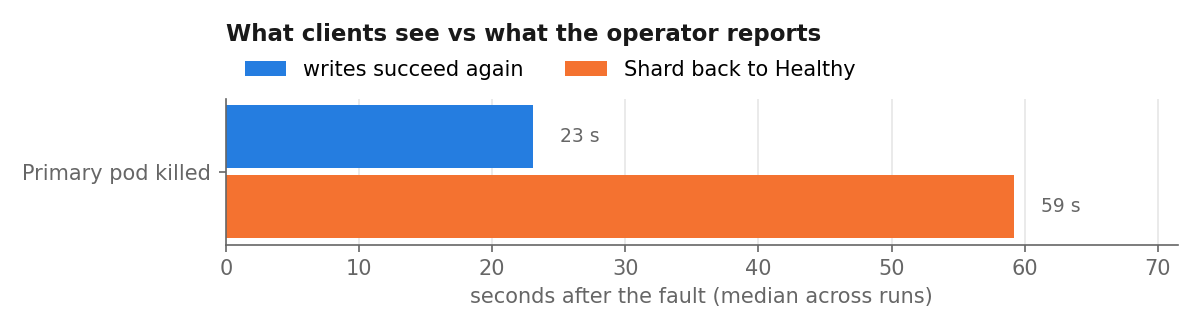 What clients see vs what the operator reports
writes succeed again Shard back to Healthy
23 s
Primary pod killed
59 s
0 10 20 30 40 50 60 70
seconds after the fault (median across runs)